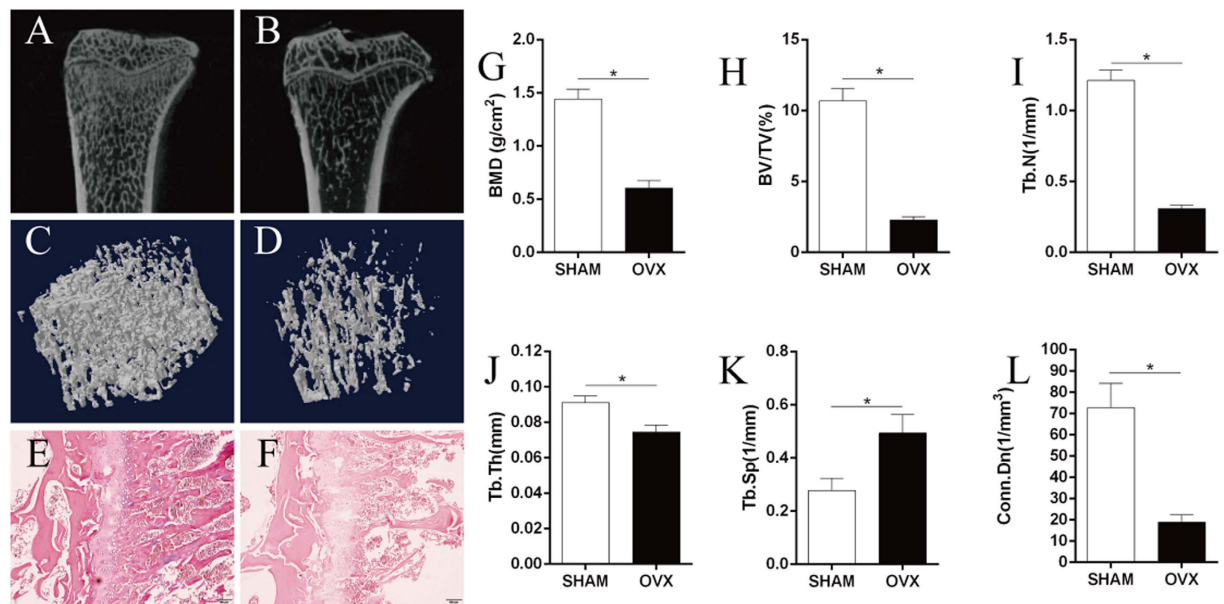 A
B
C
D
E
F
G
BMD (g/cm²)
2.0
1.5
1.0
0.5
0.0
*
SHAM OVX
H
BV/TV(%)
15
10
5
0
*
SHAM OVX
I
Tb.N(1/mm)
1.5
1.0
0.5
0.0
*
SHAM OVX
J
Tb.Th(mm)
0.12
0.10
0.08
0.06
0.04
0.02
0.00
*
SHAM OVX
K
Tb.Sp(1/mm)
0.8
0.6
0.4
0.2
0.0
*
SHAM OVX
L
Conn.Dn(1/mm³)
100
90
80
70
60
50
40
30
20
10
0
*
SHAM OVX